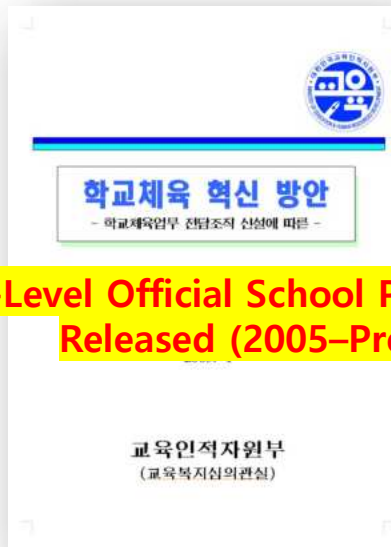 교육
학교체육 혁신 방안
- 학교체육업무 전담조직 신설에 따른 -
-Level Official School P
Released (2005–Pre
교육인적자원부
(교육복지심의관실)